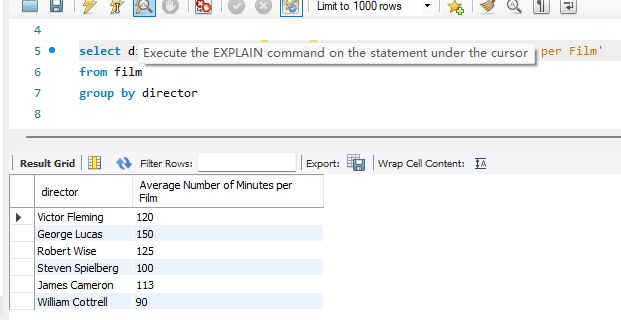 Limit to 1000 rows
4
5 select di Execute the EXPLAIN command on the statement under the cursor per Film'
6 from film
7 group by director
8
Result Grid Filter Rows: Export: Wrap Cell Content:
director Average Number of Minutes per
Film
Victor Fleming 120
George Lucas 150
Robert Wise 125
Steven Spielberg 100
James Cameron 113
William Cottrell 90